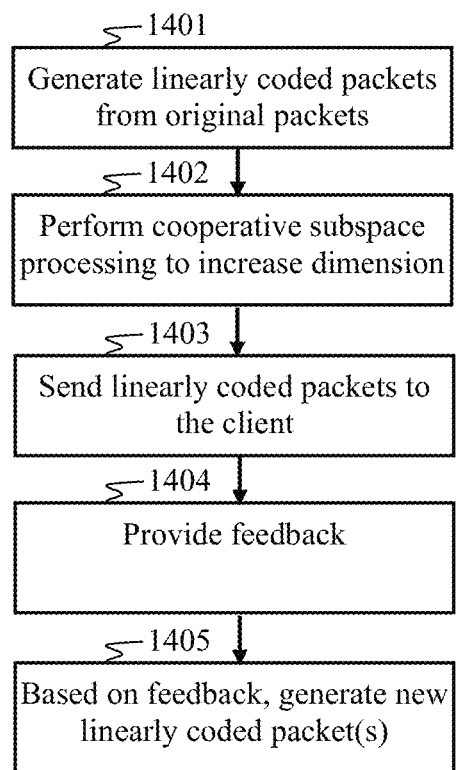 1401
Generate linearly coded packets
from original packets
1402
Perform cooperative subspace
processing to increase dimension
1403
Send linearly coded packets to
the client
1404
Provide feedback
1405
Based on feedback, generate new
linearly coded packet(s)